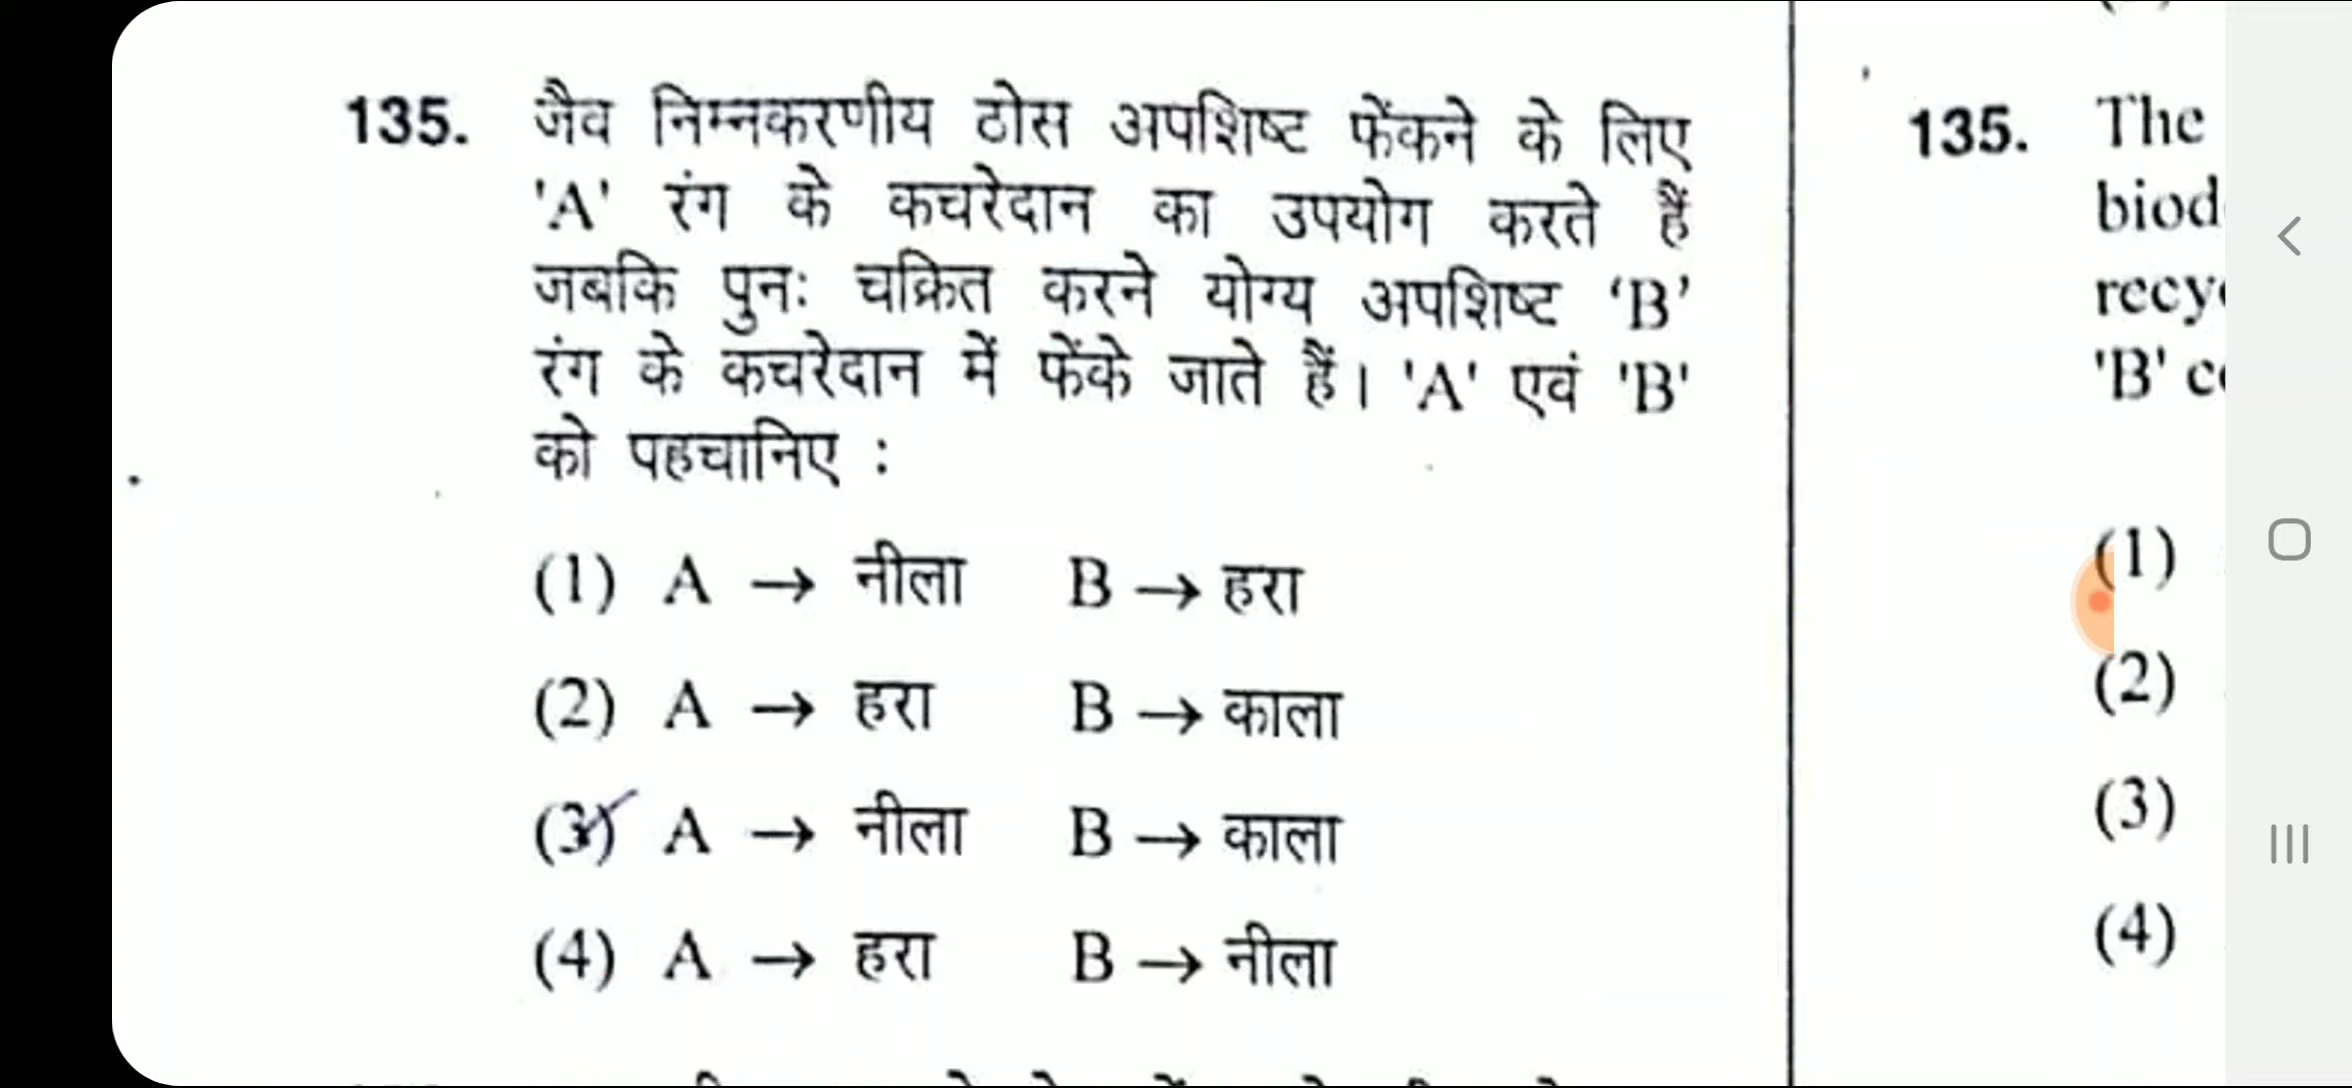 135. जैव निम्नकरणीय ठोस अपशिष्ट फेंकने के लिए
'A' रंग के कचरेदान का उपयोग करते हैं
जबकि पुनः चक्रित करने योग्य अपशिष्ट ‘B’
रंग के कचरेदान में फेंके जाते हैं। 'A' एवं 'B'
को पहचानिए :
(1) A → नीला B → हरा
(2) A → हरा B → काला
(3) A → नीला B → काला
(4) A → हरा B → नीला
135. The
biod
recy
'B' c
(1)
(2)
(3)
(4)